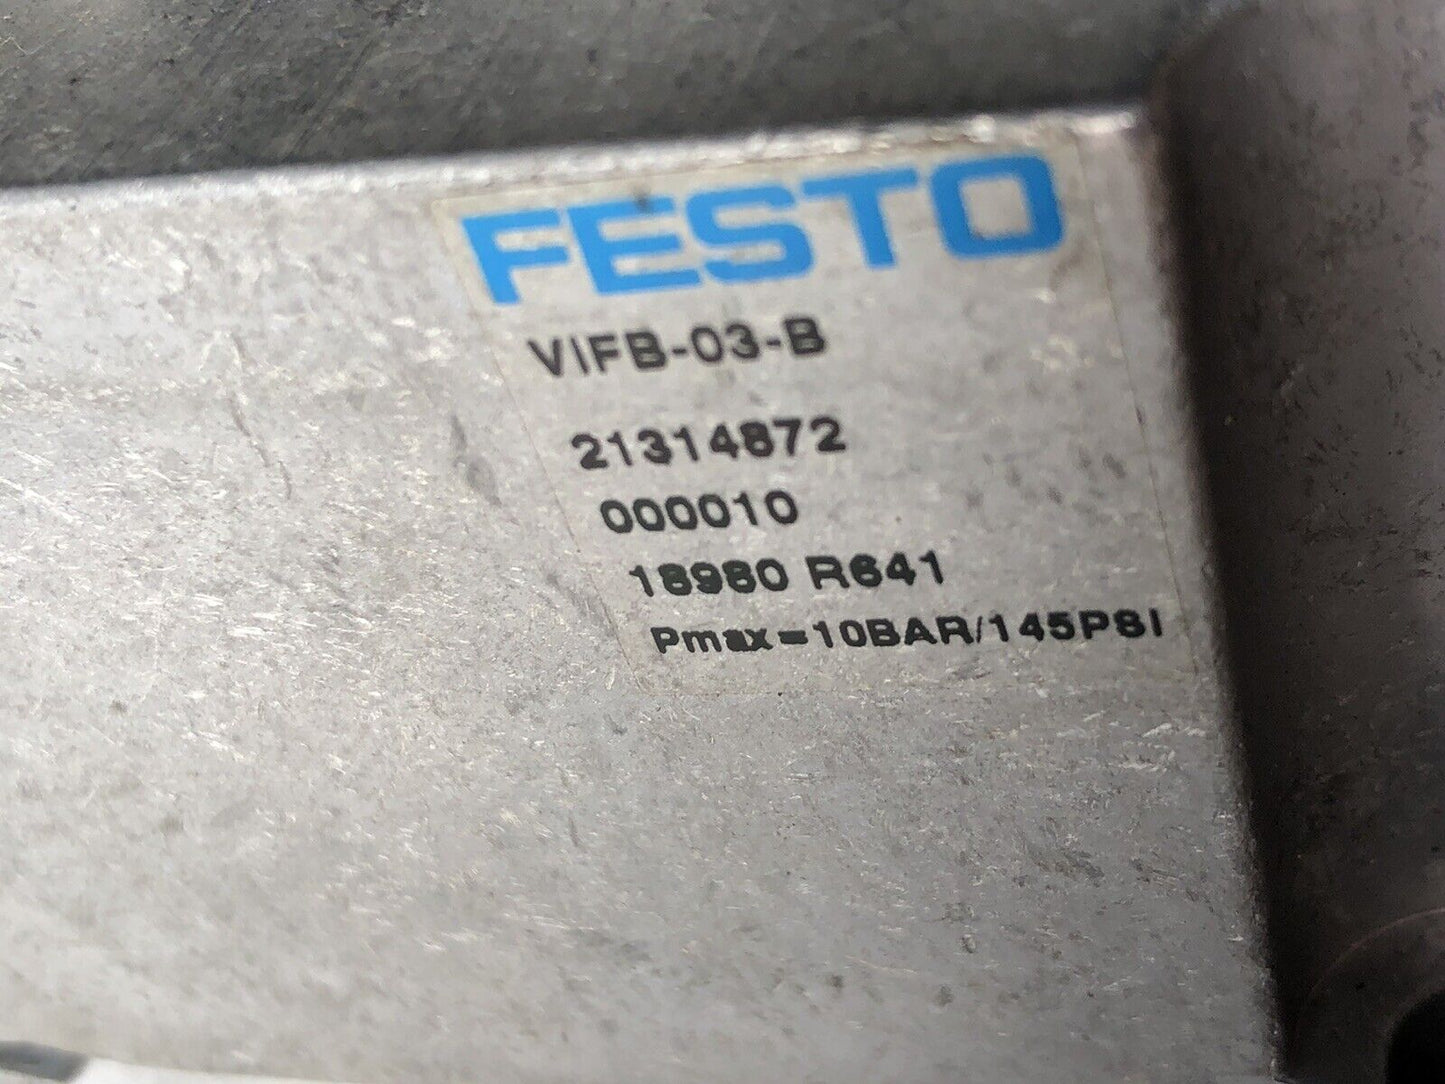 FESTO
VIFB-03-B
21314872
000010
18980 R641
Pmax=10BAR/145PSI